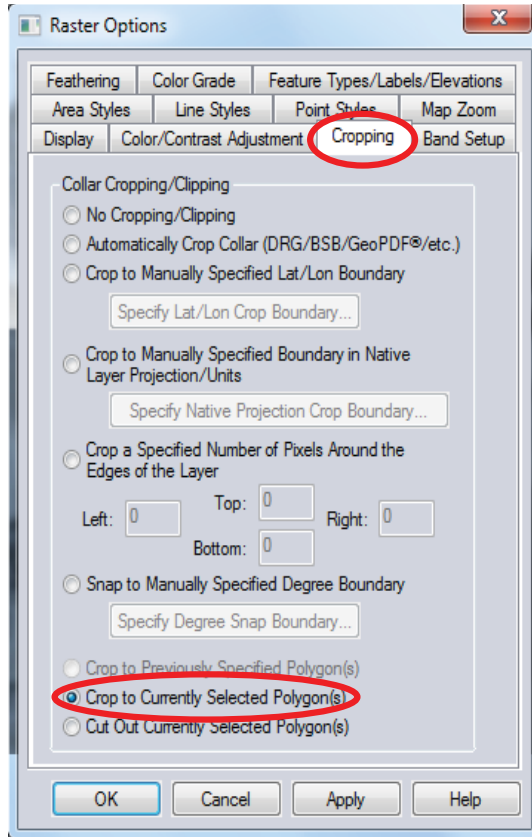 Raster Options
X
Feathering
Color Grade
Feature Types/Labels/Elevations
Area Styles
Line Styles
Point Styles
Map Zoom
Display
Color/Contrast Adjustment
Cropping
Band Setup
Collar Cropping/Clipping
No Cropping/Clipping
Automatically Crop Collar (DRG/BSB/GeoPDF®/etc.)
Crop to Manually Specified Lat/Lon Boundary
Specify Lat/Lon Crop Boundary...
Crop to Manually Specified Boundary in Native
Layer Projection/Units
Specify Native Projection Crop Boundary...
Crop a Specified Number of Pixels Around the
Edges of the Layer
Left: 0
Top: 0
Right: 0
Bottom: 0
Snap to Manually Specified Degree Boundary
Specify Degree Snap Boundary...
Crop to Previously Specified Polygon(s)
Crop to Currently Selected Polygon(s)
Cut Out Currently Selected Polygon(s)
OK
Cancel
Apply
Help